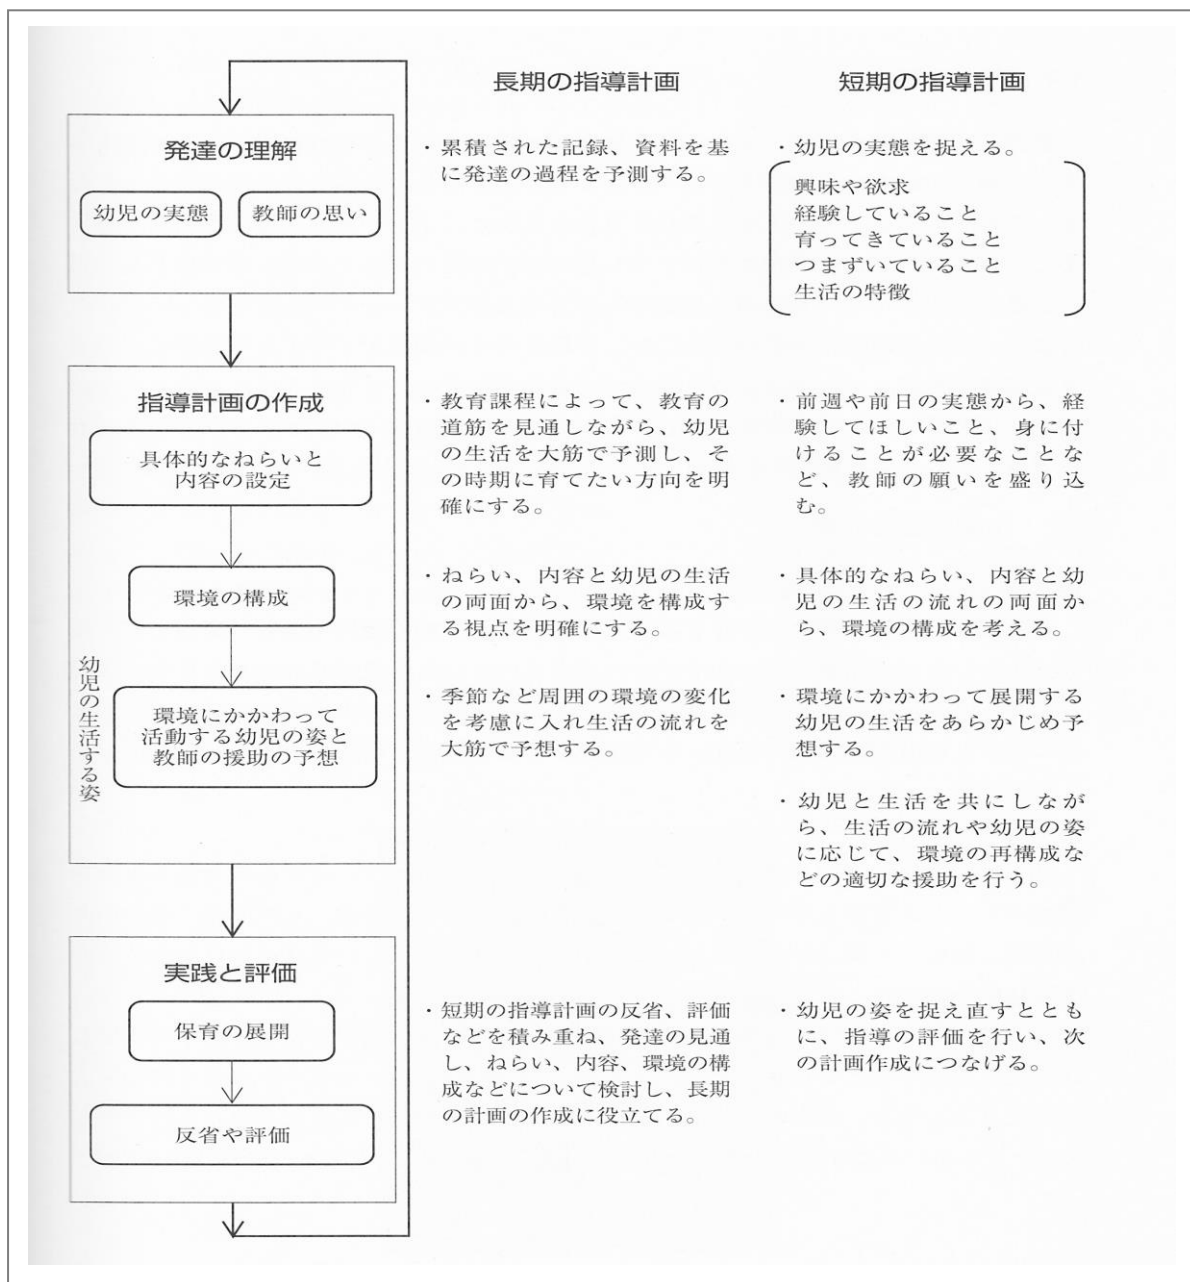 長期の指導計画
短期の指導計画
発達の理解
幼児の実態
教師の思い
・累積された記録、資料を基
に発達の過程を予測する。
・幼児の実態を捉える。
興味や欲求
経験していること
育ってきていること
つまずいていること
生活の特徴
指導計画の作成
具体的なねらいと
内容の設定
・教育課程によって、教育の
道筋を見通しながら、幼児
の生活を大筋で予測し、そ
の時期に育てたい方向を明
確にする。
・前週や前日の実態から、経
験してほしいこと、身に付
けることが必要なことな
ど、教師の願いを盛り込
む。
環境の構成
・ねらい、内容と幼児の生活
の両面から、環境を構成す
る視点を明確にする。
・具体的なねらい、内容と幼
児の生活の流れの両面か
ら、環境の構成を考える。
幼児の生活する姿
環境にかかわって
活動する幼児の姿と
教師の援助の予想
・季節など周囲の環境の変化
を考慮に入れ生活の流れを
大筋で予想する。
・環境にかかわって展開する
幼児の生活をあらかじめ予
想する。
・幼児と生活を共にしなが
ら、生活の流れや幼児の姿
に応じて、環境の再構成な
どの適切な援助を行う。
実践と評価
保育の展開
反省や評価
・短期の指導計画の反省、評価
などを積み重ね、発達の見通
し、ねらい、内容、環境の構
成などについて検討し、長期
の計画の作成に役立てる。
・幼児の姿を捉え直すととも
に、指導の評価を行い、次
の計画作成につなげる。